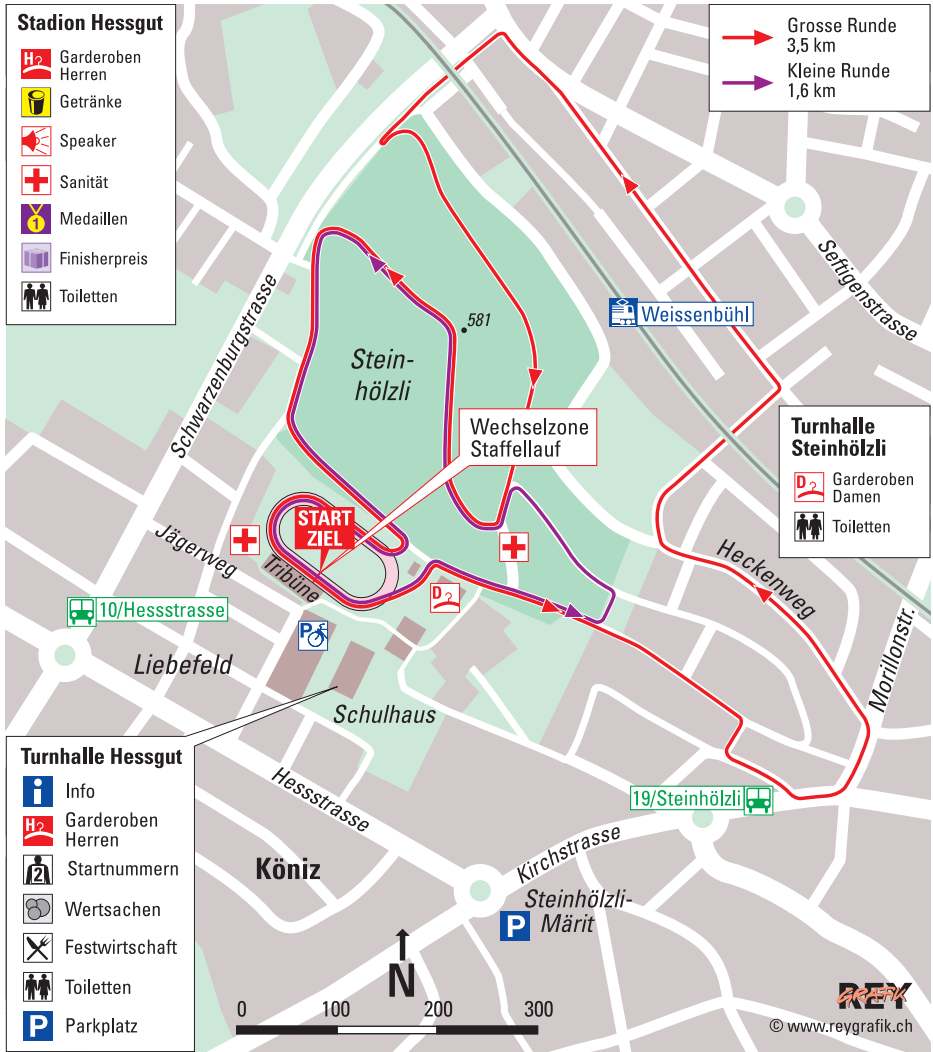 Stadion Hessgut
H
Garderoben
Herren
Getränke
Speaker
Sanität
1
Medaillen
Finisherpreis
Toiletten
Grosse Runde
3,5 km
Kleine Runde
1,6 km
Seftigenstrasse
Weissenbühl
581
Stein-
hölzli
Schwarzenburgstrasse
Wechselzone
Staffellauf
Turnhalle
Steinhölzli
D
Garderoben
Damen
Toiletten
START
ZIEL
Tribüne
Jägerweg
D
Heckenweg
Morillonstr.
10/Hessstrasse
P
Liebefeld
Schulhaus
Turnhalle Hessgut
i
Info
H
Garderoben
Herren
2
Startnummern
Wertsachen
Festwirtschaft
Toiletten
P
Parkplatz
Hessstrasse
19/Steinhölzli
Kirchstrasse
Köniz
Steinhölzli-
Märit
P
N
0 100 200 300
REY
GRAFIK
© www.reygrafik.ch